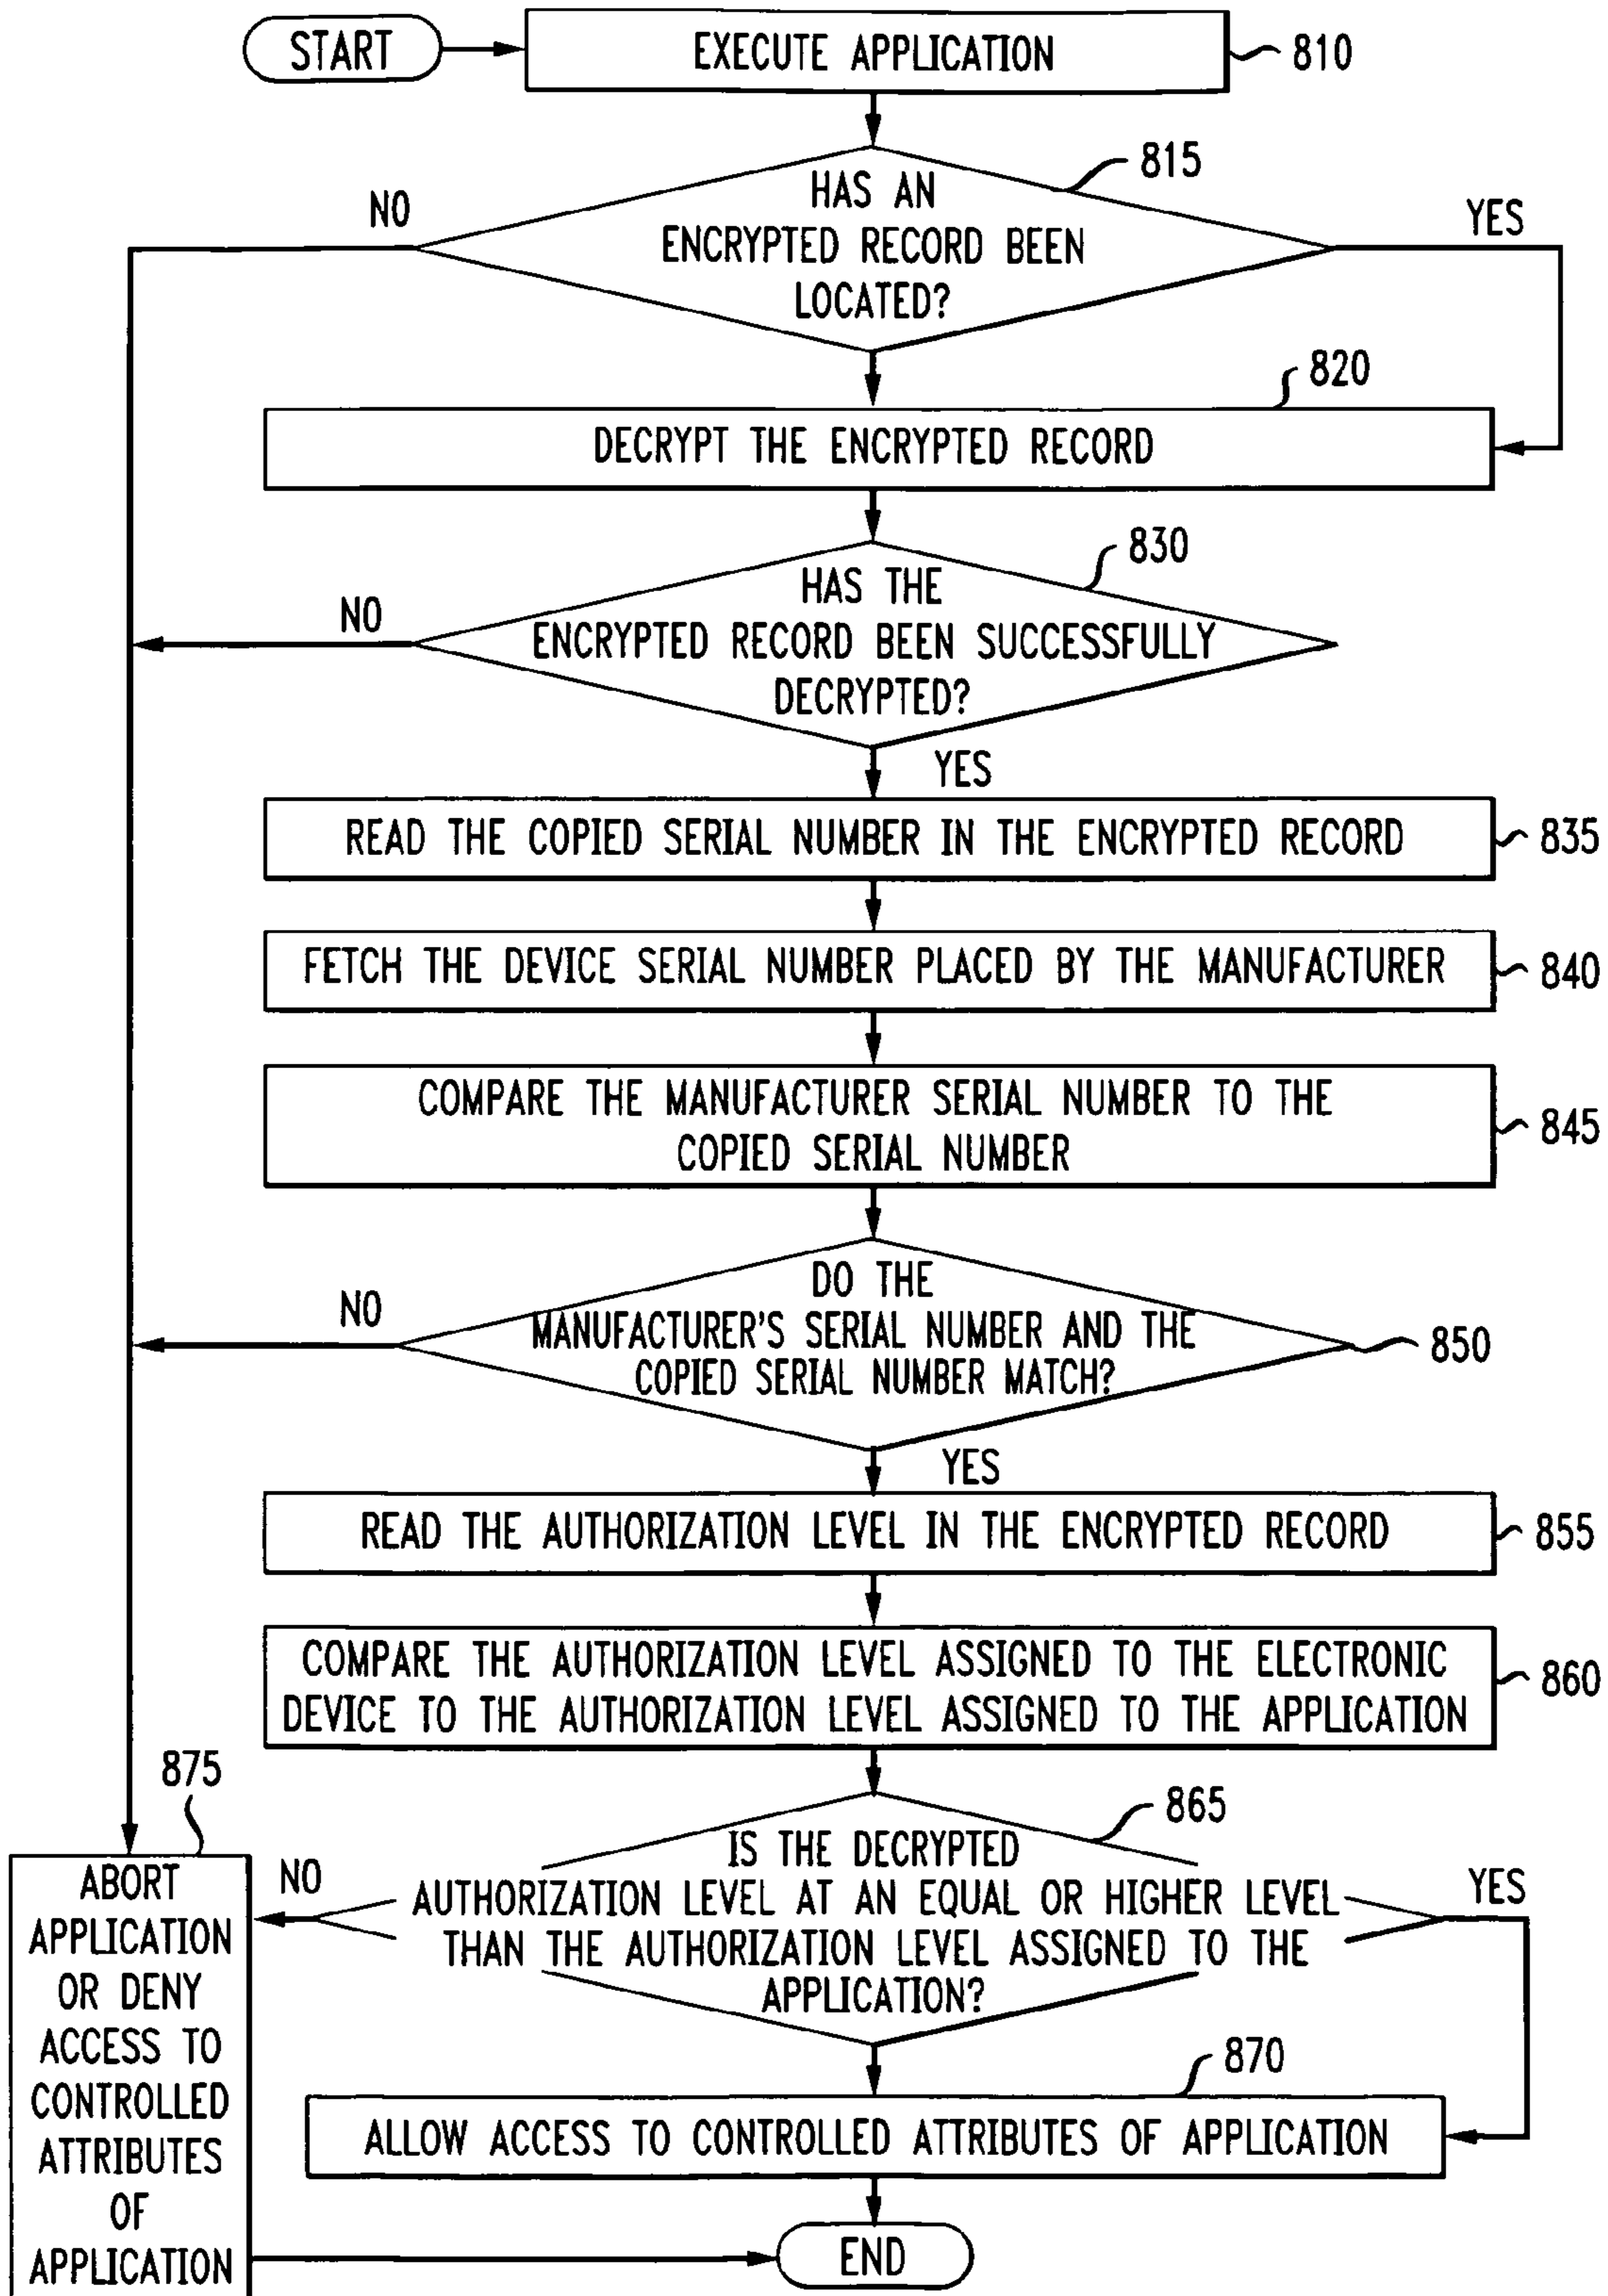 START
EXECUTE APPLICATION
810
815
HAS AN
ENCRYPTED RECORD BEEN
LOCATED?
NO
YES
820
DECRYPT THE ENCRYPTED RECORD
830
HAS THE
ENCRYPTED RECORD BEEN SUCCESSFULLY
DECRYPTED?
NO
YES
READ THE COPIED SERIAL NUMBER IN THE ENCRYPTED RECORD
835
FETCH THE DEVICE SERIAL NUMBER PLACED BY THE MANUFACTURER
840
COMPARE THE MANUFACTURER SERIAL NUMBER TO THE
COPIED SERIAL NUMBER
845
DO THE
MANUFACTURER'S SERIAL NUMBER AND THE
COPIED SERIAL NUMBER MATCH?
NO
850
YES
READ THE AUTHORIZATION LEVEL IN THE ENCRYPTED RECORD
855
COMPARE THE AUTHORIZATION LEVEL ASSIGNED TO THE ELECTRONIC
DEVICE TO THE AUTHORIZATION LEVEL ASSIGNED TO THE APPLICATION
860
865
IS THE DECRYPTED
AUTHORIZATION LEVEL AT AN EQUAL OR HIGHER LEVEL
THAN THE AUTHORIZATION LEVEL ASSIGNED TO THE
APPLICATION?
NO
YES
875
ABORT
APPLICATION
OR DENY
ACCESS TO
CONTROLLED
ATTRIBUTES
OF
APPLICATION
870
ALLOW ACCESS TO CONTROLLED ATTRIBUTES OF APPLICATION
END